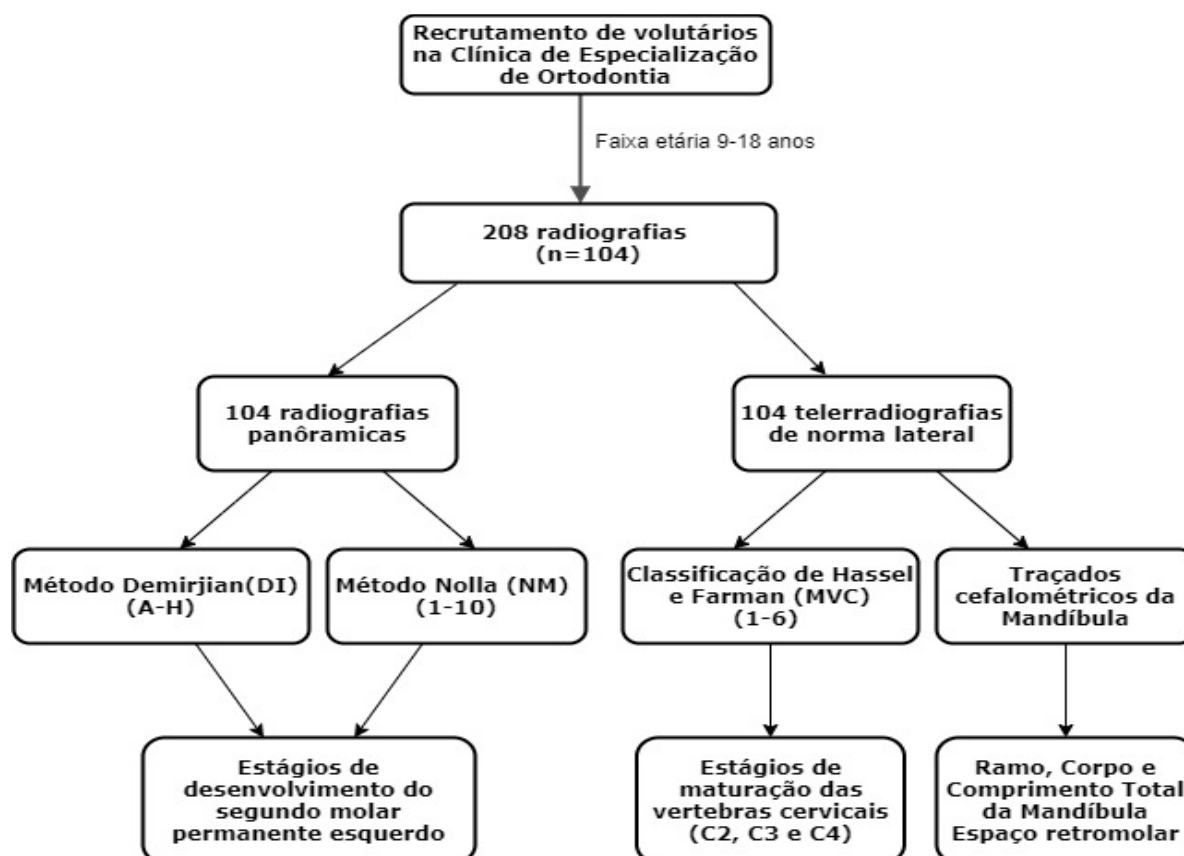 Recrutamento de volutários
na Clínica de Especialização
de Ortodontia
Faixa etária 9-18 anos
208 radiografias
(n=104)
104 radiografias
panôramicas
104 telerradiografias
de norma lateral
Método Demirjian(DI)
(A-H)
Método Nolla (NM)
(1-10)
Classificação de Hassel
e Farman (MVC)
(1-6)
Traçados
cefalométricos da
Mandíbula
Estágios de
desenvolvimento do
segundo molar
permanente esquerdo
Estágios de
maturação das
vertebras cervicais
(C2, C3 e C4)
Ramo, Corpo e
Comprimento Total
da Mandíbula
Espaço retromolar